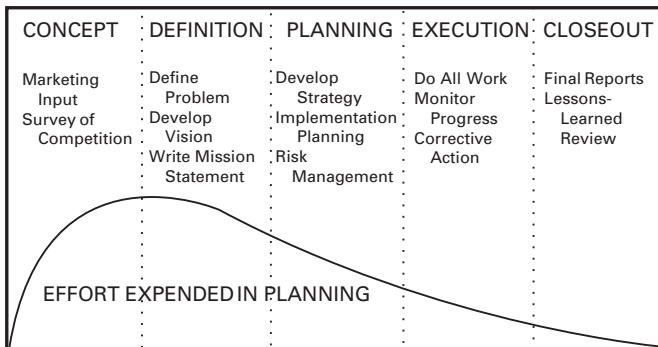 CONCEPT
Marketing
Input
Survey of
Competition
DEFINITION
Define
Problem
Develop
Vision
Write Mission
Statement
PLANNING
Develop
Strategy
Implementation
Planning
Risk
Management
EXECUTION
Do All Work
Monitor
Progress
Corrective
Action
CLOSEOUT
Final Reports
Lessons-
Learned
Review
EFFORT EXPENDED IN PLANNING